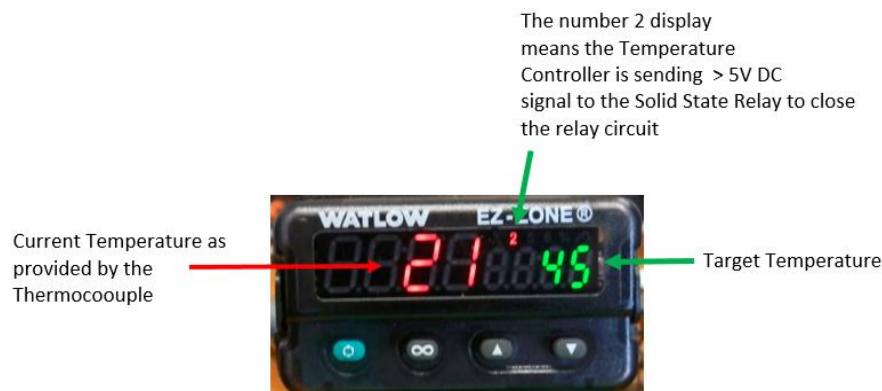 The number 2 display
means the Temperature
Controller is sending > 5V DC
signal to the Solid State Relay to close
the relay circuit
WATLOW EZ-ZONE®
2
21 45
Current Temperature as
provided by the
Thermocoouple
Target Temperature